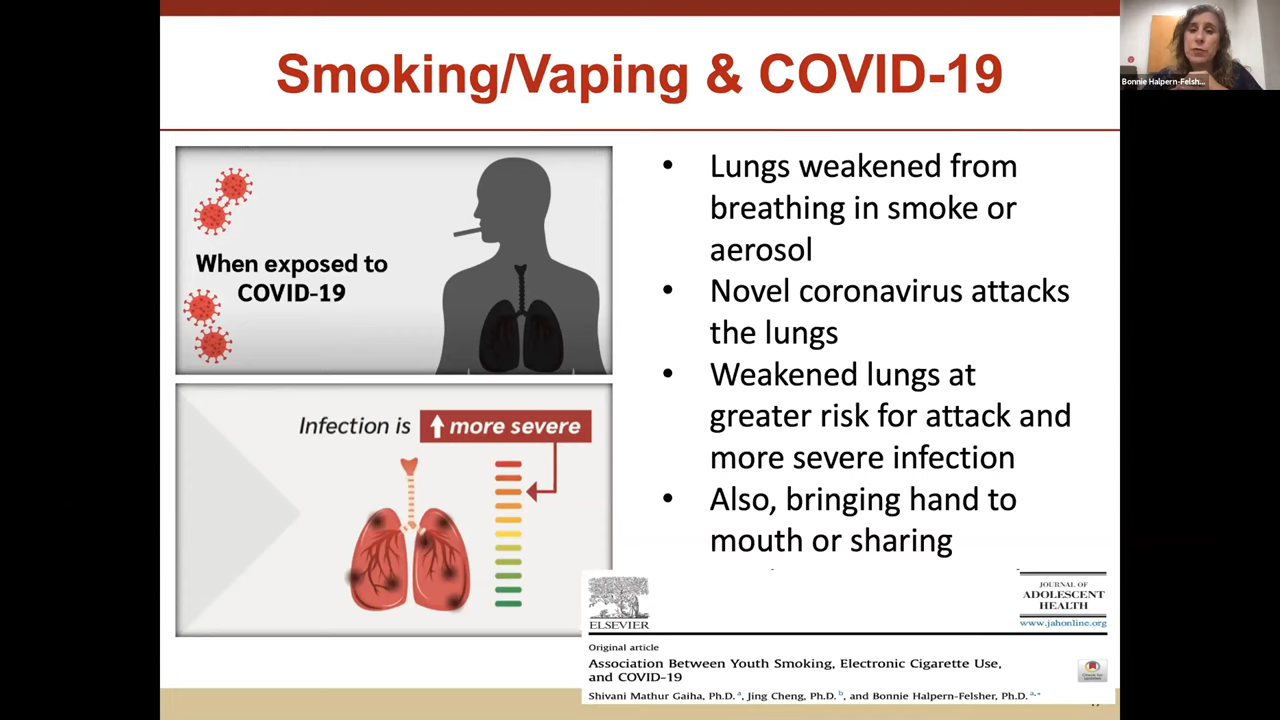 Smoking/Vaping & COVID-19
Bonnie Halpern-Felsh...
When exposed to
COVID-19
Infection is ↑ more severe
• Lungs weakened from
breathing in smoke or
aerosol
• Novel coronavirus attacks
the lungs
• Weakened lungs at
greater risk for attack and
more severe infection
• Also, bringing hand to
mouth or sharing
ELSEVIER
JOURNAL OF
ADOLESCENT
HEALTH
www.jahonline.org
Original article
Association Between Youth Smoking, Electronic Cigarette Use,
and COVID-19
Check for
updates
Shivani Mathur Gaiha, Ph.D. a, Jing Cheng, Ph.D. b, and Bonnie Halpern-Felsher, Ph.D. a,*